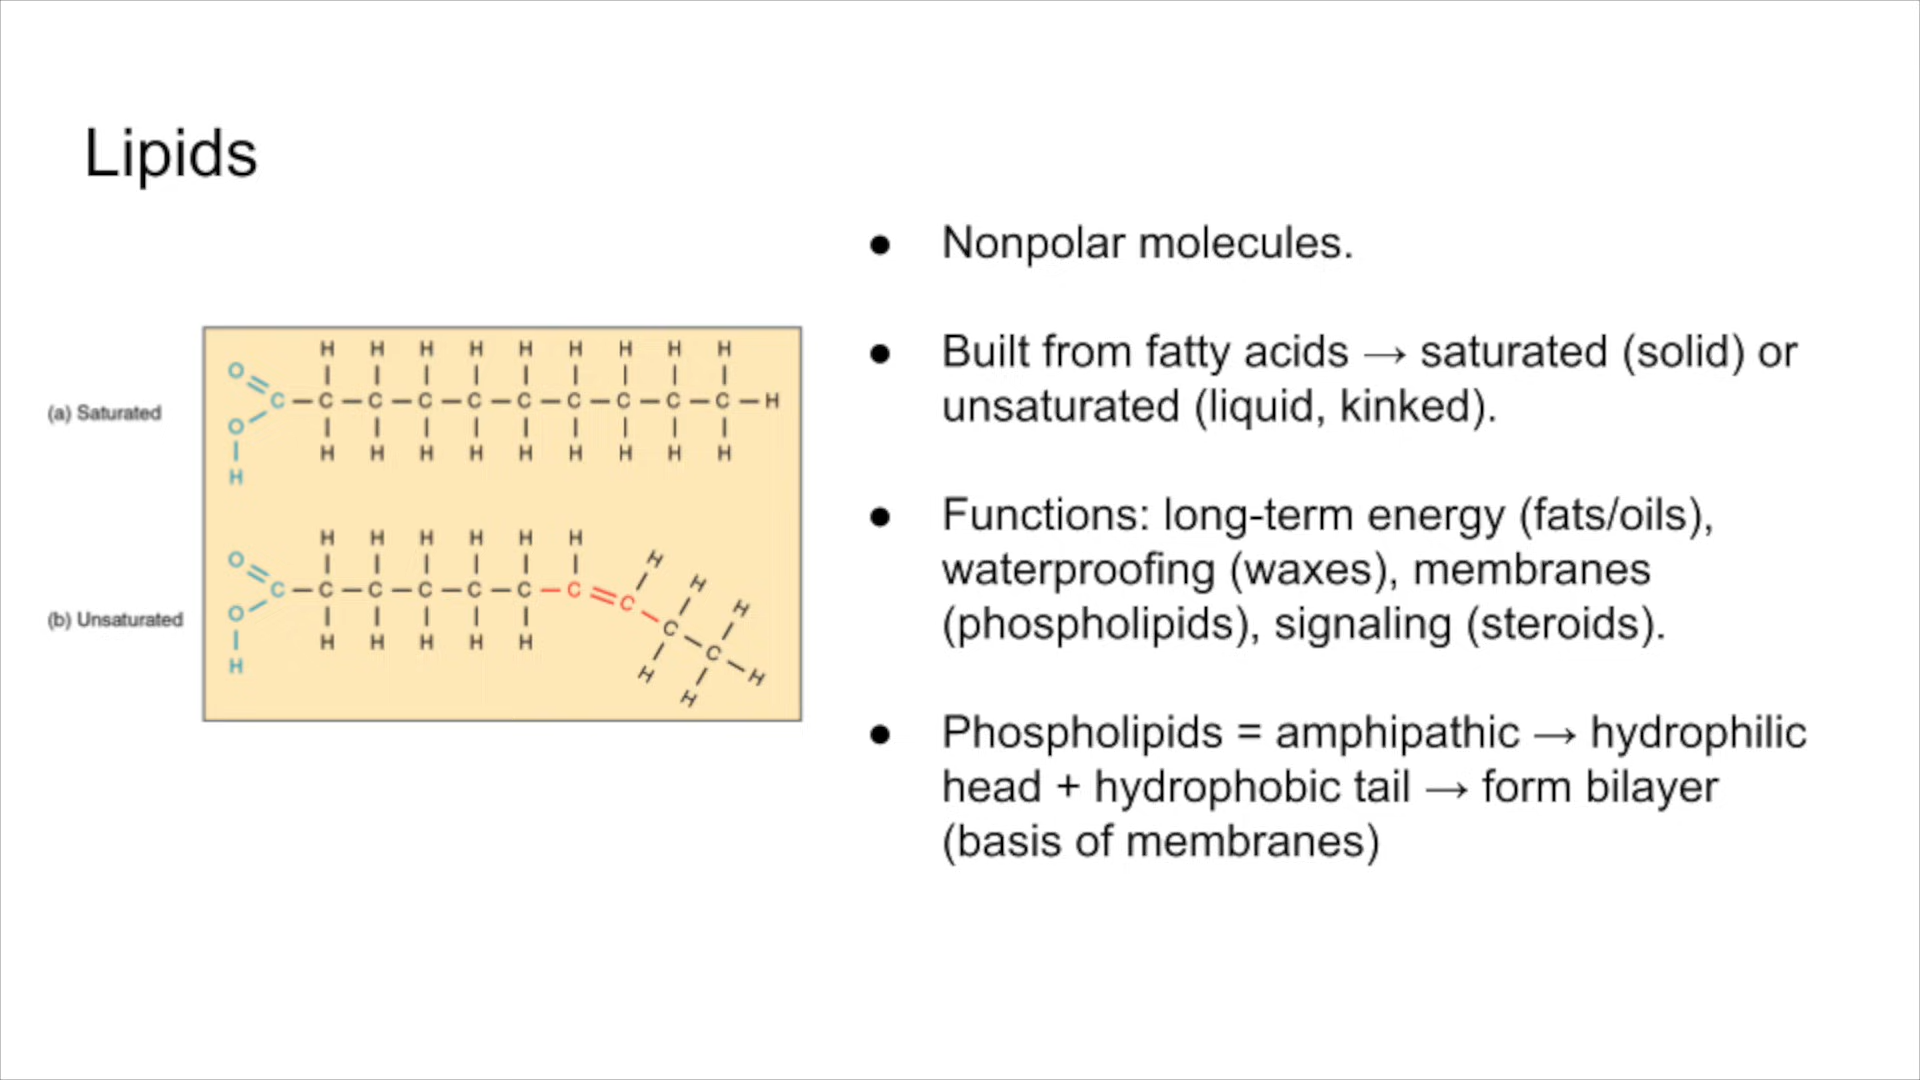 Lipids
● Nonpolar molecules.
● Built from fatty acids → saturated (solid) or
unsaturated (liquid, kinked).
● Functions: long-term energy (fats/oils),
waterproofing (waxes), membranes
(phospholipids), signaling (steroids).
● Phospholipids = amphipathic → hydrophilic
head + hydrophobic tail → form bilayer
(basis of membranes)
(a) Saturated
H H H H H H H H H
O
C—C—C—C—C—C—C—C—C—C—H
O
H H H H H H H H H
H
(b) Unsaturated
H H H H H H
O H H
C—C—C—C—C—C—C=C H
O C
C
H H H H H H H
H H